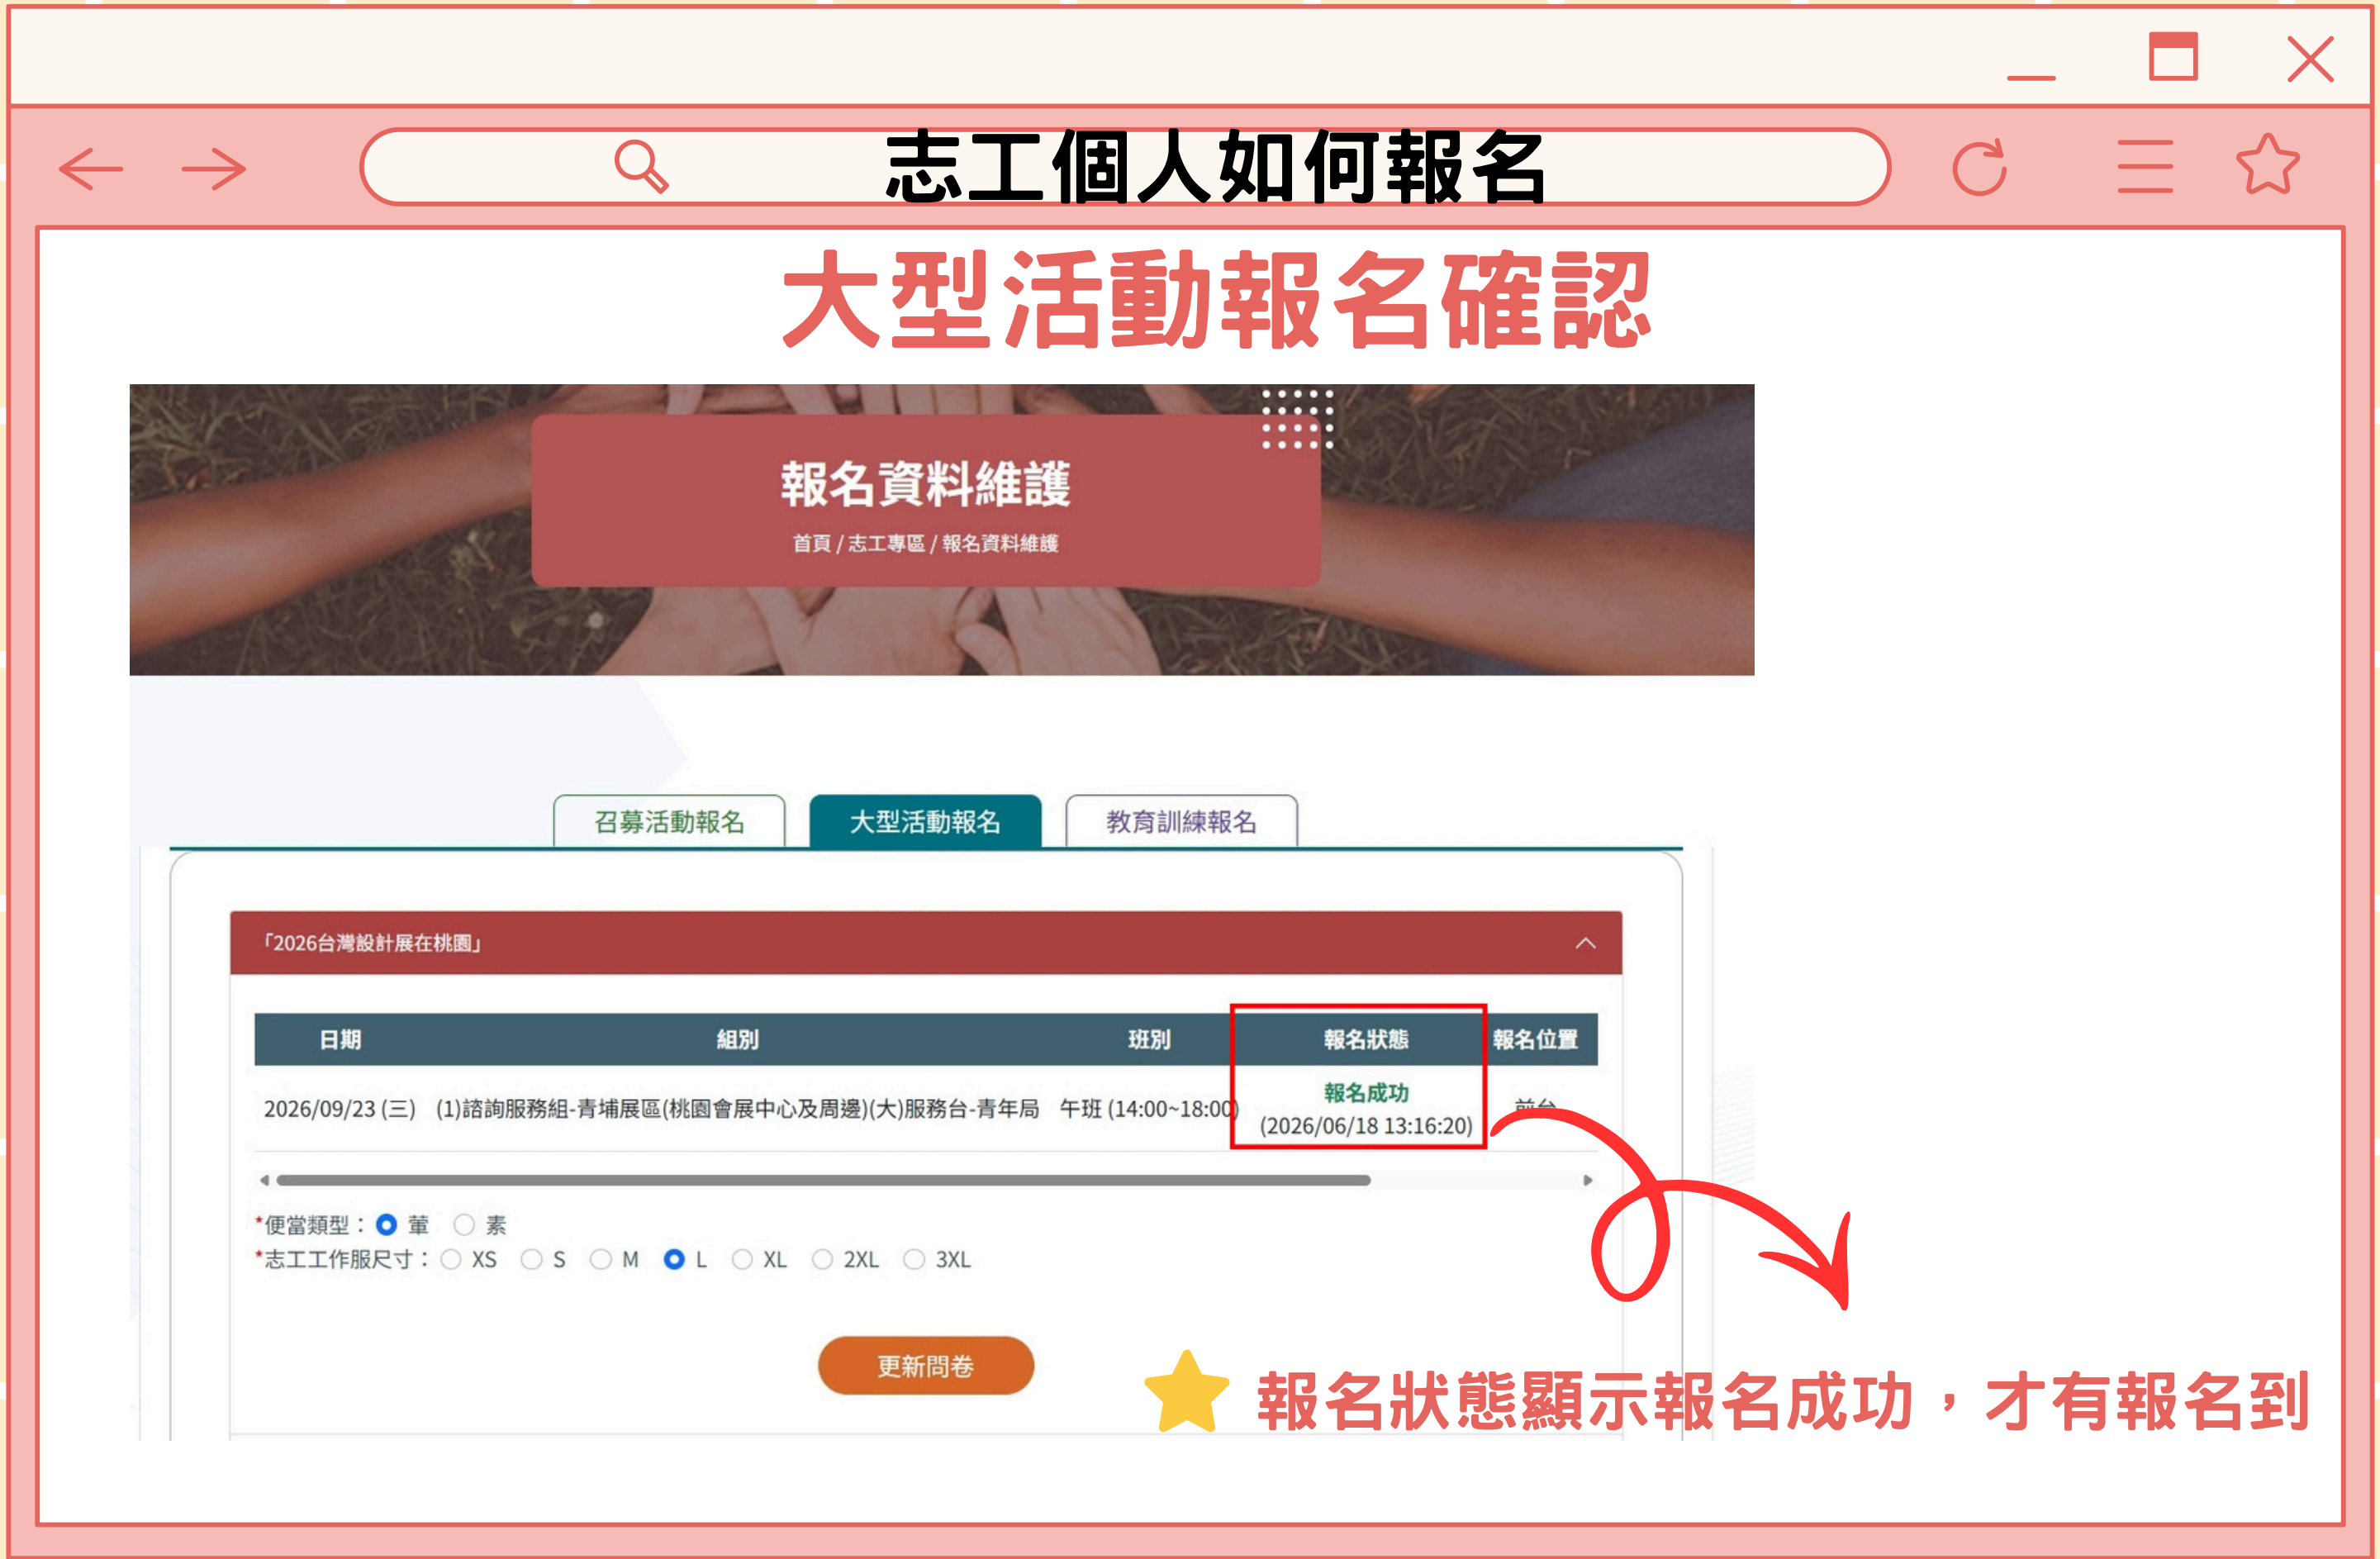 志工個人如何報名
大型活動報名確認
報名資料維護
首頁 / 志工專區 / 報名資料維護
召募活動報名 大型活動報名 教育訓練報名
「2026台灣設計展在桃園」
日期 組別 班別 報名狀態 報名位置
2026/09/23 (三) (1)諮詢服務組-青埔展區(桃園會展中心及周邊)(大)服務台-青年局 午班 (14:00~18:00) 報名成功 前台
(2026/06/18 13:16:20)
*便當類型： 葷 素
*志工工作服尺寸： XS S M L XL 2XL 3XL
更新問卷
報名狀態顯示報名成功，才有報名到